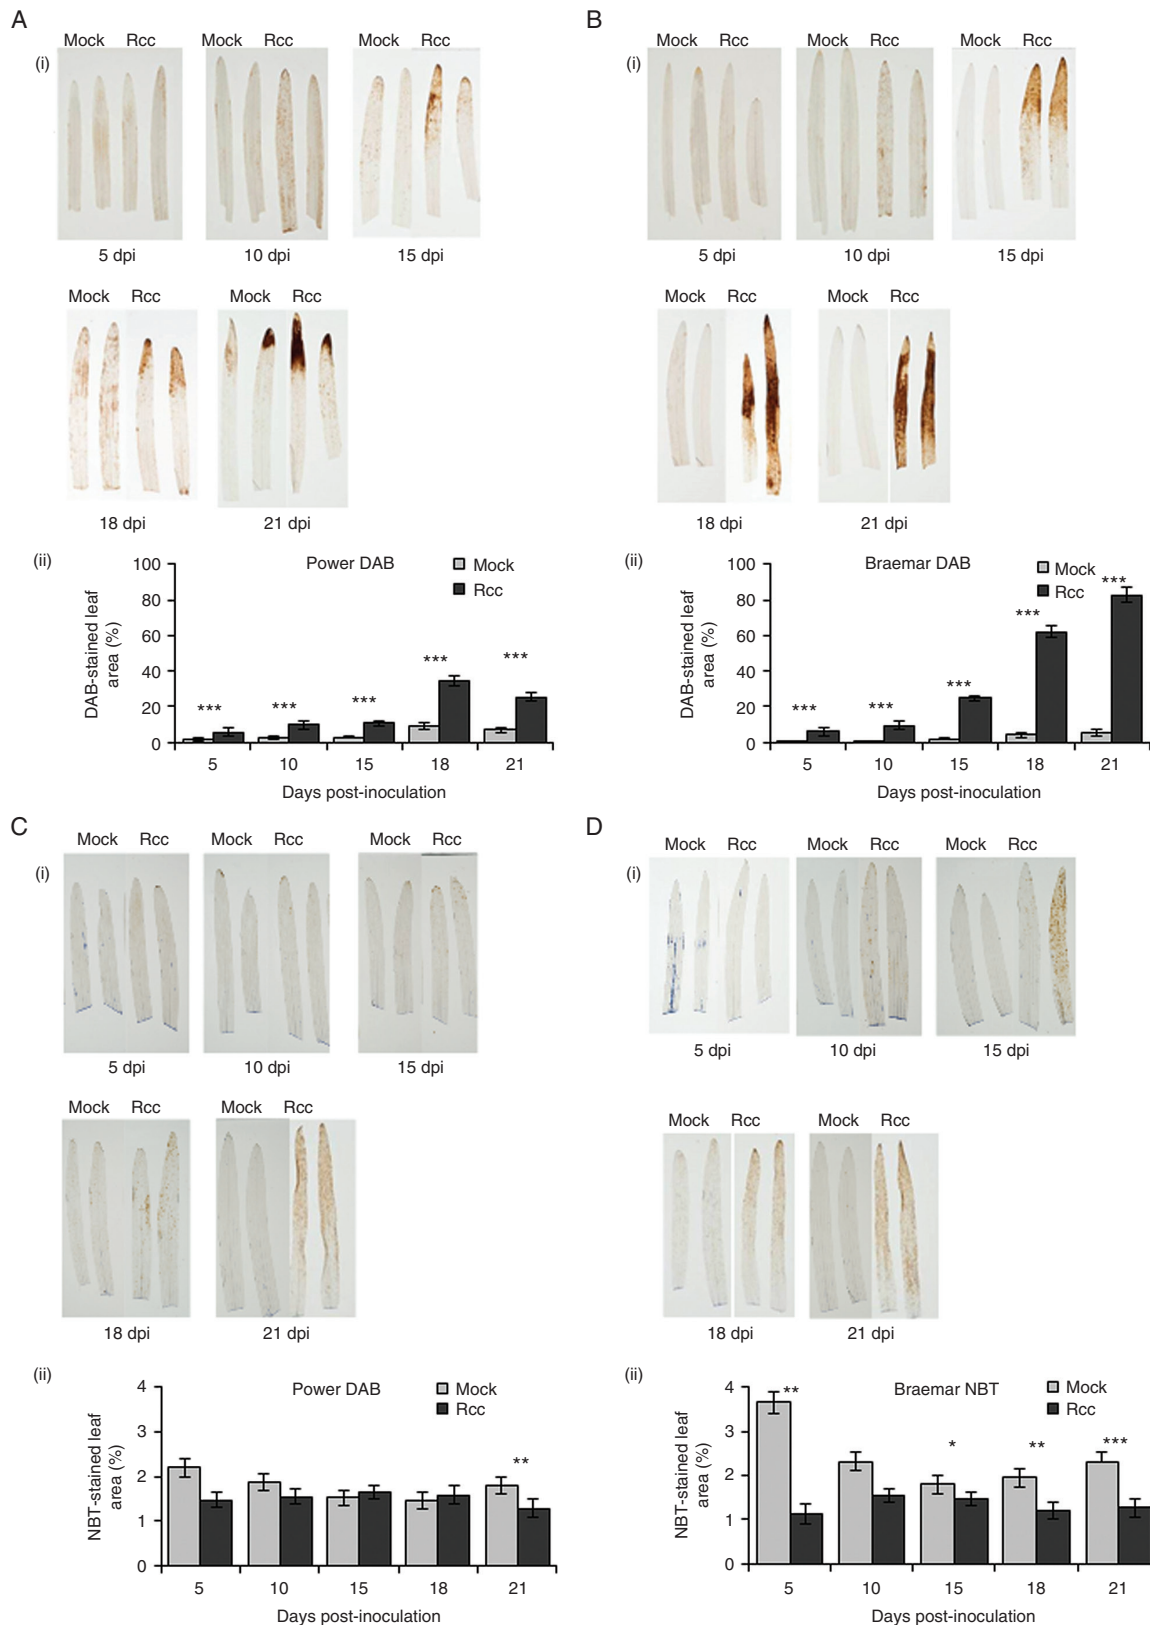 A
B
Mock Rcc
Mock Rcc
Mock Rcc
Mock Rcc
Mock Rcc
Mock Rcc
(i)
(i)
5 dpi
10 dpi
15 dpi
5 dpi
10 dpi
15 dpi
Mock Rcc
Mock Rcc
Mock Rcc
Mock Rcc
18 dpi
21 dpi
18 dpi
21 dpi
(ii)
Power DAB
Mock
Rcc
DAB-stained leaf
area (%)
100
80
60
40
20
0
*** *** *** *** ***
5 10 15 18 21
Days post-inoculation
(ii)
Braemar DAB
Mock
Rcc
DAB-stained leaf
area (%)
100
80
60
40
20
0
*** *** *** *** ***
5 10 15 18 21
Days post-inoculation
C
D
Mock Rcc
Mock Rcc
Mock Rcc
Mock Rcc
Mock Rcc
Mock Rcc
(i)
(i)
5 dpi
10 dpi
15 dpi
5 dpi
10 dpi
15 dpi
Mock Rcc
Mock Rcc
Mock Rcc
Mock Rcc
18 dpi
21 dpi
18 dpi
21 dpi
(ii)
Power DAB
Mock
Rcc
NBT-stained leaf
area (%)
4
3
2
1
0
**
5 10 15 18 21
Days post-inoculation
(ii)
Braemar NBT
Mock
Rcc
NBT-stained leaf
area (%)
4
3
2
1
0
** * ** ***
5 10 15 18 21
Days post-inoculation